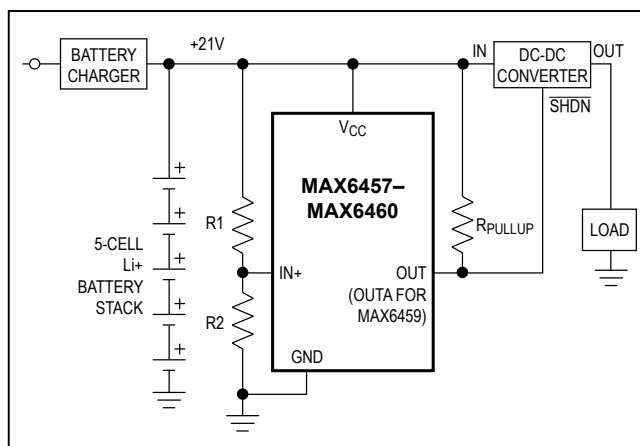 BATTERY
CHARGER
+21V
IN
DC-DC
CONVERTER
OUT
SHDN
VCC
MAX6457–
MAX6460
R1
RPULLUP
5-CELL
Li+
BATTERY
STACK
IN+
OUT
(OUTA FOR
MAX6459)
LOAD
R2
GND
+
+
+
+
+